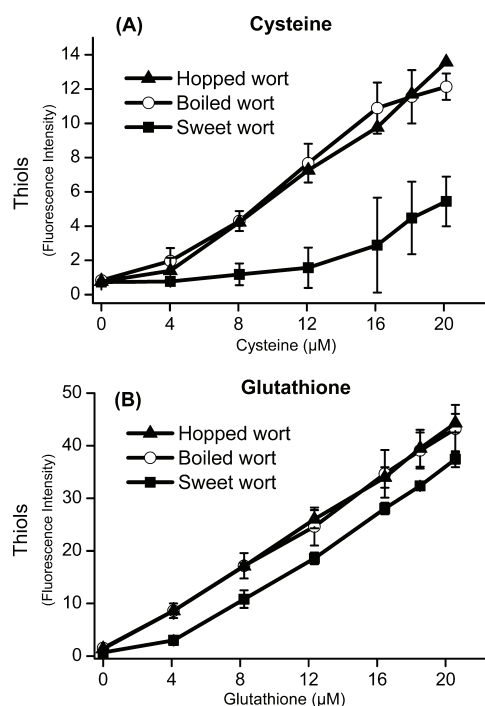 (A) Cysteine
14
12
10
8
6
4
2
0
Thiols
(Fluorescence Intensity)
Hopped wort
Boiled wort
Sweet wort
0 4 8 12 16 20
Cysteine (µM)
(B) Glutathione
50
40
30
20
10
0
Thiols
(Fluorescence Intensity)
Hopped wort
Boiled wort
Sweet wort
0 4 8 12 16 20
Glutathione (µM)